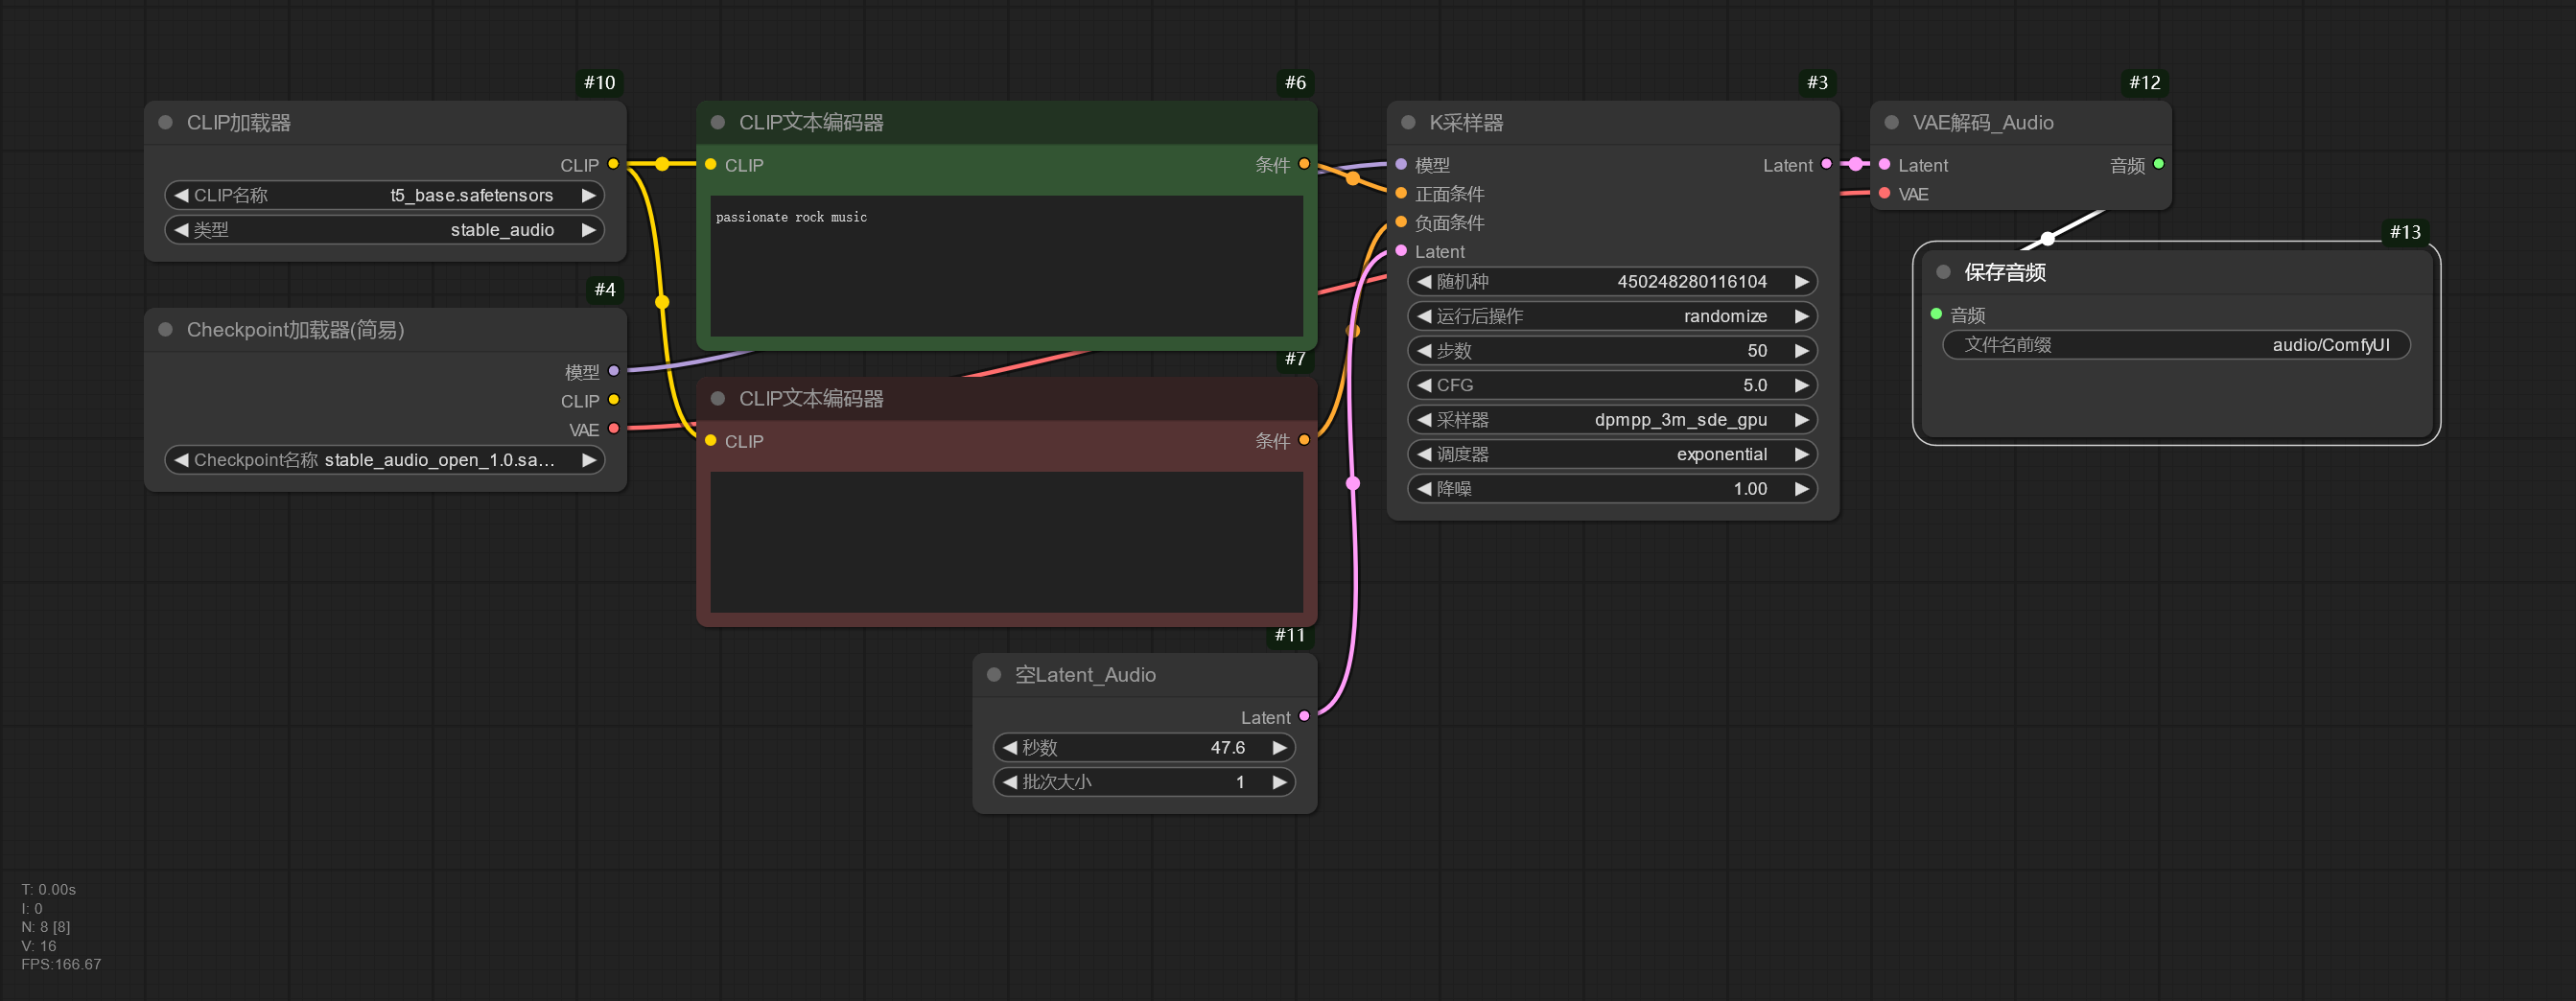 #10
CLIP加载器
CLIP
CLIP名称 t5_base.safetensors
类型 stable_audio
#4
Checkpoint加载器(简易)
模型
CLIP
VAE
Checkpoint名称 stable_audio_open_1.0.sa...
#6
CLIP文本编码器
CLIP 条件
passionate rock music
#7
CLIP文本编码器
CLIP 条件
#11
空Latent_Audio
Latent
秒数 47.6
批次大小 1
#3
K采样器
模型 Latent
正面条件
负面条件
Latent
随机种 450248280116104
运行后操作 randomize
步数 50
CFG 5.0
采样器 dpmpp_3m_sde_gpu
调度器 exponential
降噪 1.00
#12
VAE解码_Audio
Latent 音频
VAE
#13
保存音频
音频
文件名前缀 audio/ComfyUI
T: 0.00s
I: 0
N: 8 [8]
V: 16
FPS:166.67